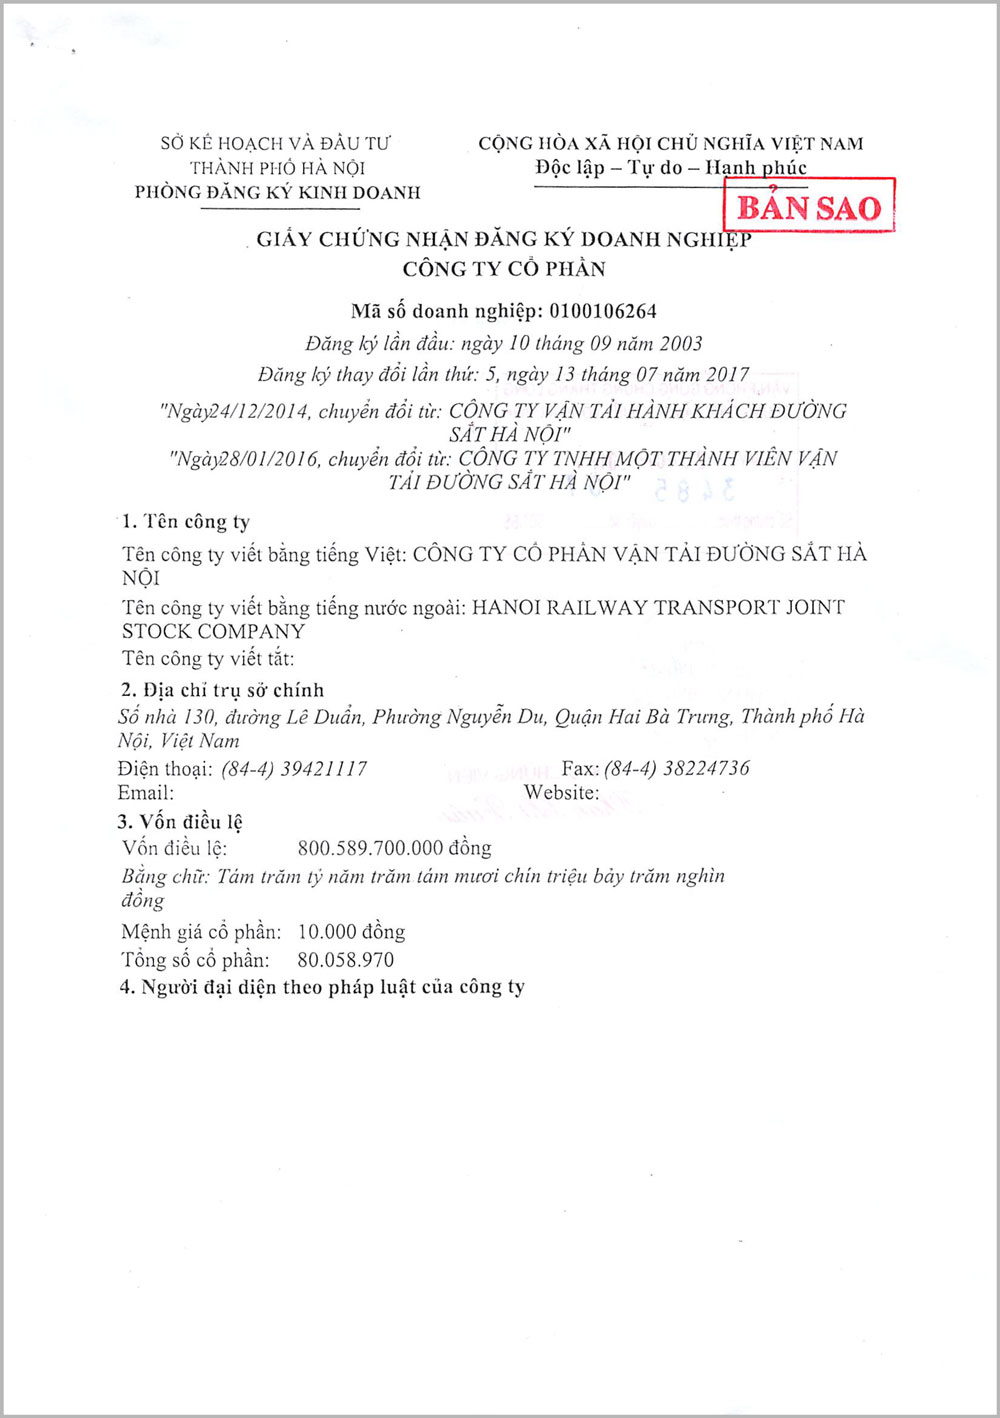 SỞ KẾ HOẠCH VÀ ĐẦU TƯ
THÀNH PHỐ HÀ NỘI
PHÒNG ĐĂNG KÝ KINH DOANH
CỘNG HÒA XÃ HỘI CHỦ NGHĨA VIỆT NAM
Độc lập – Tự do – Hạnh phúc
BẢN SAO
GIẤY CHỨNG NHẬN ĐĂNG KÝ DOANH NGHIỆP
CÔNG TY CỔ PHẦN
Mã số doanh nghiệp: 0100106264
Đăng ký lần đầu: ngày 10 tháng 09 năm 2003
Đăng ký thay đổi lần thứ: 5, ngày 13 tháng 07 năm 2017
"Ngày24/12/2014, chuyển đổi từ: CÔNG TY VẬN TẢI HÀNH KHÁCH ĐƯỜNG
SẮT HÀ NỘI"
"Ngày28/01/2016, chuyển đổi từ: CÔNG TY TNHH MỘT THÀNH VIÊN VẬN
TẢI ĐƯỜNG SẮT HÀ NỘI"
1. Tên công ty
Tên công ty viết bằng tiếng Việt: CÔNG TY CỔ PHẦN VẬN TẢI ĐƯỜNG SẮT HÀ
NỘI
Tên công ty viết bằng tiếng nước ngoài: HANOI RAILWAY TRANSPORT JOINT
STOCK COMPANY
Tên công ty viết tắt:
2. Địa chỉ trụ sở chính
Số nhà 130, đường Lê Duẩn, Phường Nguyễn Du, Quận Hai Bà Trưng, Thành phố Hà
Nội, Việt Nam
Điện thoại: (84-4) 39421117 Fax: (84-4) 38224736
Email: Website:
3. Vốn điều lệ
Vốn điều lệ: 800.589.700.000 đồng
Bằng chữ: Tám trăm tỷ năm trăm tám mươi chín triệu bảy trăm nghìn
đồng
Mệnh giá cổ phần: 10.000 đồng
Tổng số cổ phần: 80.058.970
4. Người đại diện theo pháp luật của công ty